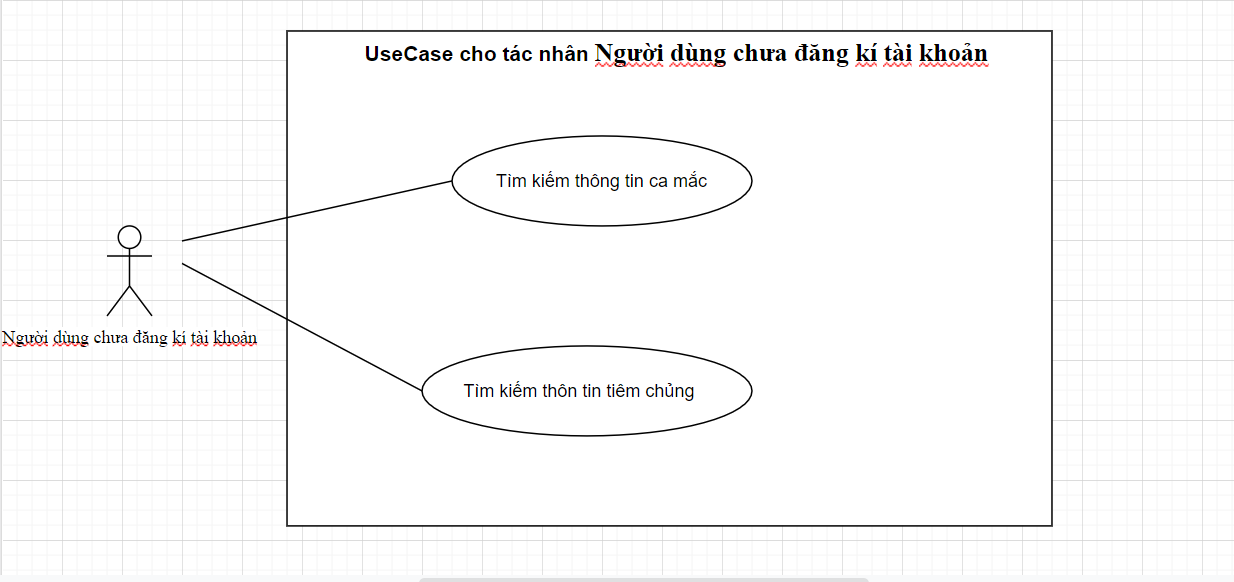 UseCase cho tác nhân Người dùng chưa đăng kí tài khoản
Tìm kiếm thông tin ca mắc
Người dùng chưa đăng kí tài khoản
Tìm kiếm thôn tin tiêm chủng